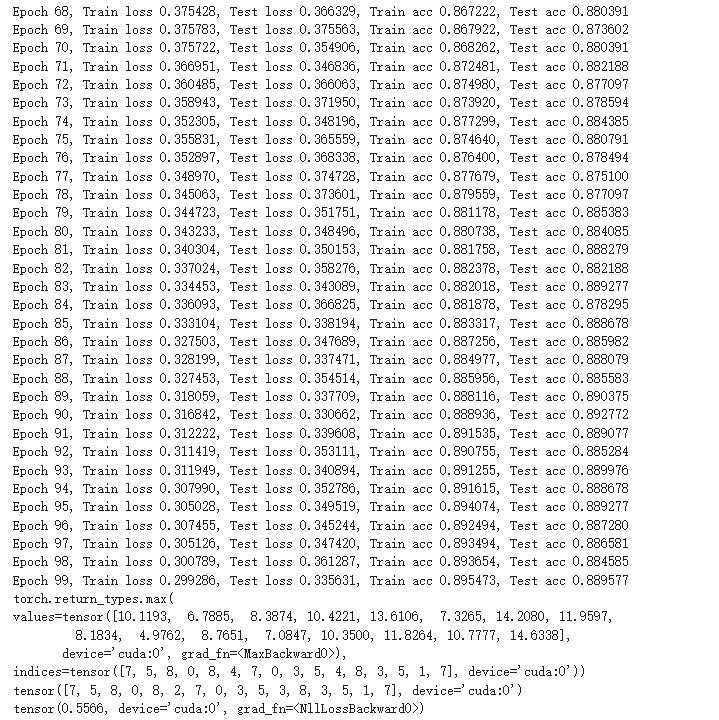 Epoch 68, Train loss 0.375428, Test loss 0.366329, Train acc 0.867222, Test acc 0.880391
Epoch 69, Train loss 0.375783, Test loss 0.375563, Train acc 0.867922, Test acc 0.873602
Epoch 70, Train loss 0.375722, Test loss 0.354906, Train acc 0.868262, Test acc 0.880391
Epoch 71, Train loss 0.366951, Test loss 0.346836, Train acc 0.872481, Test acc 0.882188
Epoch 72, Train loss 0.360485, Test loss 0.366063, Train acc 0.874980, Test acc 0.877097
Epoch 73, Train loss 0.358943, Test loss 0.371950, Train acc 0.873920, Test acc 0.878594
Epoch 74, Train loss 0.352305, Test loss 0.348196, Train acc 0.877299, Test acc 0.884385
Epoch 75, Train loss 0.355831, Test loss 0.365559, Train acc 0.874640, Test acc 0.880791
Epoch 76, Train loss 0.352897, Test loss 0.368338, Train acc 0.876400, Test acc 0.878494
Epoch 77, Train loss 0.348970, Test loss 0.374728, Train acc 0.877679, Test acc 0.875100
Epoch 78, Train loss 0.345063, Test loss 0.373601, Train acc 0.879559, Test acc 0.877097
Epoch 79, Train loss 0.344723, Test loss 0.351751, Train acc 0.881178, Test acc 0.885383
Epoch 80, Train loss 0.343233, Test loss 0.348496, Train acc 0.880738, Test acc 0.884085
Epoch 81, Train loss 0.340304, Test loss 0.350153, Train acc 0.881758, Test acc 0.888279
Epoch 82, Train loss 0.337024, Test loss 0.358276, Train acc 0.882378, Test acc 0.882188
Epoch 83, Train loss 0.334453, Test loss 0.343089, Train acc 0.882018, Test acc 0.889277
Epoch 84, Train loss 0.336093, Test loss 0.366825, Train acc 0.881878, Test acc 0.878295
Epoch 85, Train loss 0.333104, Test loss 0.338194, Train acc 0.883317, Test acc 0.888678
Epoch 86, Train loss 0.327503, Test loss 0.347689, Train acc 0.887256, Test acc 0.885982
Epoch 87, Train loss 0.328199, Test loss 0.337471, Train acc 0.884977, Test acc 0.888079
Epoch 88, Train loss 0.327453, Test loss 0.354514, Train acc 0.885956, Test acc 0.885583
Epoch 89, Train loss 0.318059, Test loss 0.337709, Train acc 0.888116, Test acc 0.890375
Epoch 90, Train loss 0.316842, Test loss 0.330662, Train acc 0.888936, Test acc 0.892772
Epoch 91, Train loss 0.312222, Test loss 0.339608, Train acc 0.891535, Test acc 0.889077
Epoch 92, Train loss 0.311419, Test loss 0.353111, Train acc 0.890755, Test acc 0.885284
Epoch 93, Train loss 0.311949, Test loss 0.340894, Train acc 0.891255, Test acc 0.889976
Epoch 94, Train loss 0.307990, Test loss 0.352786, Train acc 0.891615, Test acc 0.888678
Epoch 95, Train loss 0.305028, Test loss 0.349519, Train acc 0.894074, Test acc 0.889277
Epoch 96, Train loss 0.307455, Test loss 0.345244, Train acc 0.892494, Test acc 0.887280
Epoch 97, Train loss 0.305126, Test loss 0.347420, Train acc 0.893494, Test acc 0.886581
Epoch 98, Train loss 0.300789, Test loss 0.361287, Train acc 0.893654, Test acc 0.884585
Epoch 99, Train loss 0.299286, Test loss 0.335631, Train acc 0.895473, Test acc 0.889577
torch.return_types.max(
values=tensor([10.1193, 6.7885, 8.3874, 10.4221, 13.6106, 7.3265, 14.2080, 11.9597,
8.1834, 4.9762, 8.7651, 7.0847, 10.3500, 11.8264, 10.7777, 14.6338],
device='cuda:0', grad_fn=<MaxBackward0>),
indices=tensor([7, 5, 8, 0, 8, 4, 7, 0, 3, 5, 4, 8, 3, 5, 1, 7], device='cuda:0'))
tensor([7, 5, 8, 0, 8, 2, 7, 0, 3, 5, 3, 8, 3, 5, 1, 7], device='cuda:0')
tensor(0.5566, device='cuda:0', grad_fn=<NllLossBackward0>)